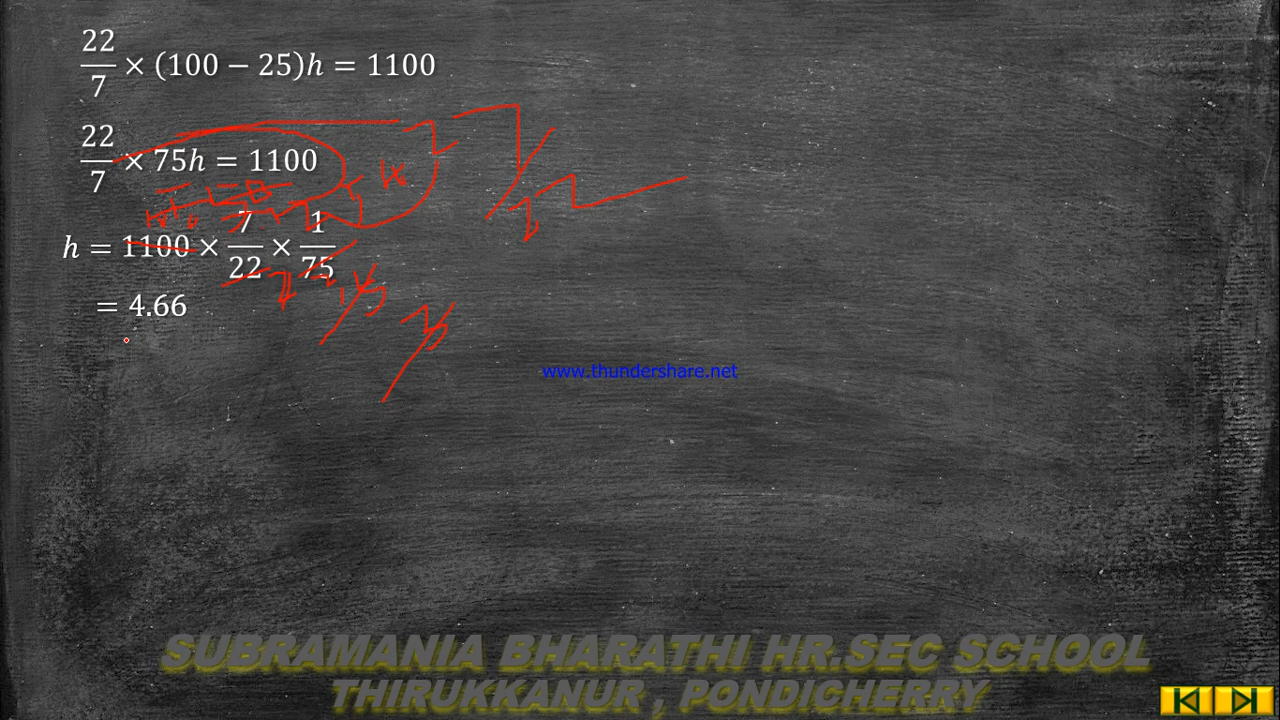 22/7 × (100 − 25)h = 1100
22/7 × 75h = 1100
h = 1100 × 7/22 × 1/75
= 4.66
www.thundershare.net
SUBRAMANIA BHARATHI HR.SEC SCHOOL
THIRUKKANUR , PONDICHERRY